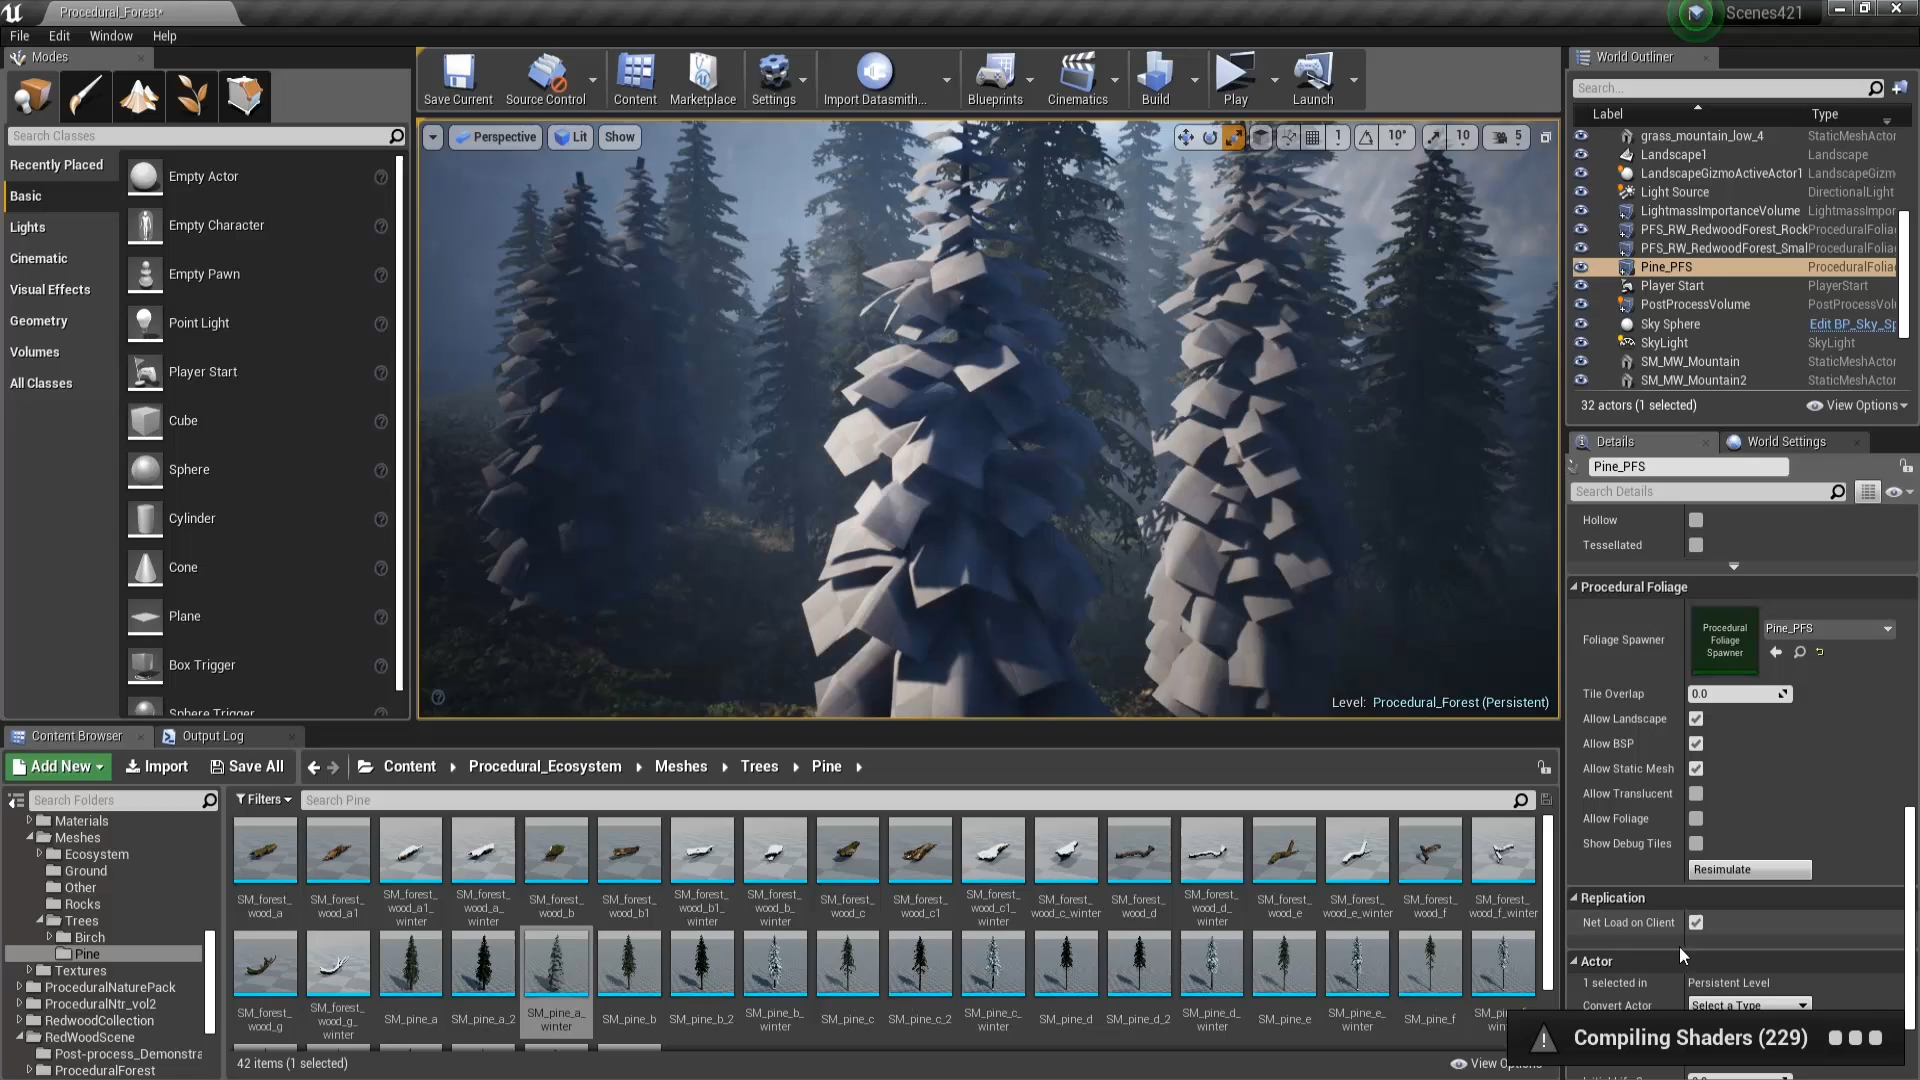 Procedural_Forest*
Scenes421
File Edit Window Help
Modes
Search Classes
Recently Placed
Basic
Lights
Cinematic
Visual Effects
Geometry
Volumes
All Classes
Empty Actor
Empty Character
Empty Pawn
Point Light
Player Start
Cube
Sphere
Cylinder
Cone
Plane
Box Trigger
Sphere Trigger
Save Current
Source Control
Content
Marketplace
Settings
Import Datasmith...
Blueprints
Cinematics
Build
Play
Launch
Perspective Lit Show
1 10° 10 5
Level: Procedural_Forest (Persistent)
World Outliner
Search...
Label Type
grass_mountain_low_4 StaticMeshActor
Landscape1 Landscape
LandscapeGizmoActiveActor1 LandscapeGizm
Light Source DirectionalLight
LightmassImportanceVolume LightmassImpor
PFS_RW_RedwoodForest_Rock ProceduralFolia
PFS_RW_RedwoodForest_Smal ProceduralFolia
Pine_PFS ProceduralFolia
Player Start PlayerStart
PostProcessVolume PostProcessVol
Sky Sphere Edit BP_Sky_Sp
SkyLight SkyLight
SM_MW_Mountain StaticMeshActor
SM_MW_Mountain2 StaticMeshActor
32 actors (1 selected) View Options
Details World Settings
Pine_PFS
Search Details
Hollow
Tessellated
Procedural Foliage
Foliage Spawner
Procedural
Foliage
Spawner
Pine_PFS
Tile Overlap 0.0
Allow Landscape
Allow BSP
Allow Static Mesh
Allow Translucent
Allow Foliage
Show Debug Tiles
Resimulate
Replication
Net Load on Client
Actor
1 selected in Persistent Level
Convert Actor Select a Type
Compiling Shaders (229)
Content Browser Output Log
Add New Import Save All Content Procedural_Ecosystem Meshes Trees Pine
Search Folders
Filters Search Pine
Materials
Meshes
Ecosystem
Ground
Other
Rocks
Trees
Birch
Pine
Textures
ProceduralNaturePack
ProceduralNtr_vol2
RedwoodCollection
RedWoodScene
Post-process_Demonstra
ProceduralForest
SM_forest_wood_a
SM_forest_wood_a1
SM_forest_wood_a1_winter
SM_forest_wood_a_winter
SM_forest_wood_b
SM_forest_wood_b1
SM_forest_wood_b1_winter
SM_forest_wood_b_winter
SM_forest_wood_c
SM_forest_wood_c1
SM_forest_wood_c1_winter
SM_forest_wood_c_winter
SM_forest_wood_d
SM_forest_wood_d_winter
SM_forest_wood_e
SM_forest_wood_e_winter
SM_forest_wood_f
SM_forest_wood_f_winter
SM_forest_wood_g
SM_forest_wood_g_winter
SM_pine_a
SM_pine_a_2
SM_pine_a_winter
SM_pine_b
SM_pine_b_2
SM_pine_b_winter
SM_pine_c
SM_pine_c_2
SM_pine_c_winter
SM_pine_d
SM_pine_d_2
SM_pine_d_winter
SM_pine_e
SM_pine_e_winter
SM_pine_f
SM_pine_f_winter
42 items (1 selected)
View Options